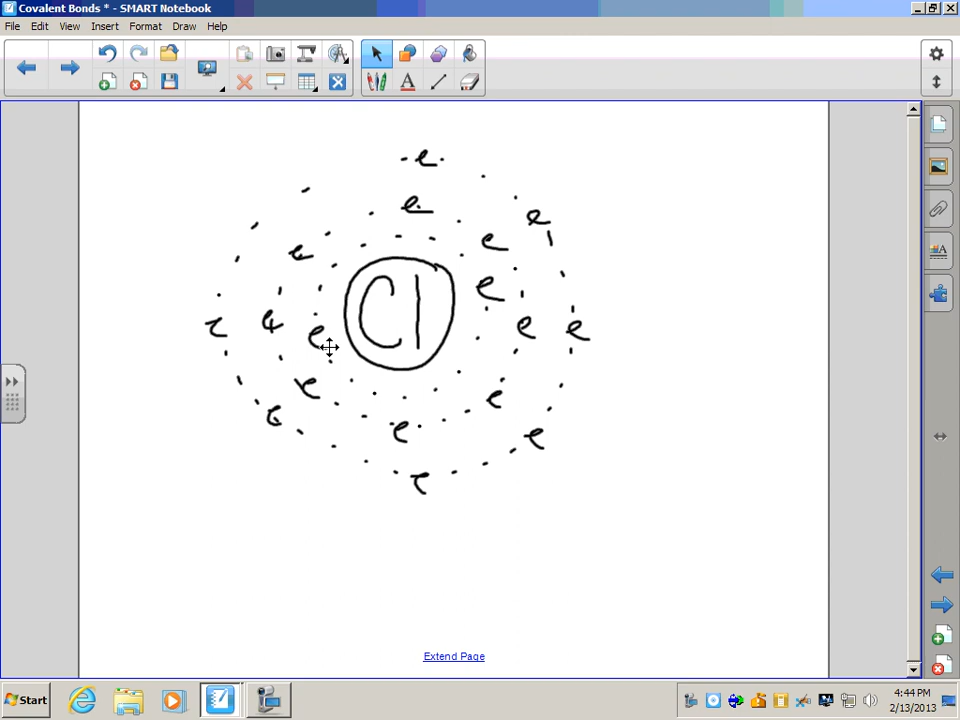 Covalent Bonds * - SMART Notebook
File Edit View Insert Format Draw Help
e
e
e
e
e
e
Cl
e
e
e
e
e
e
e
e
e
Extend Page
Start
4:44 PM
2/13/2013